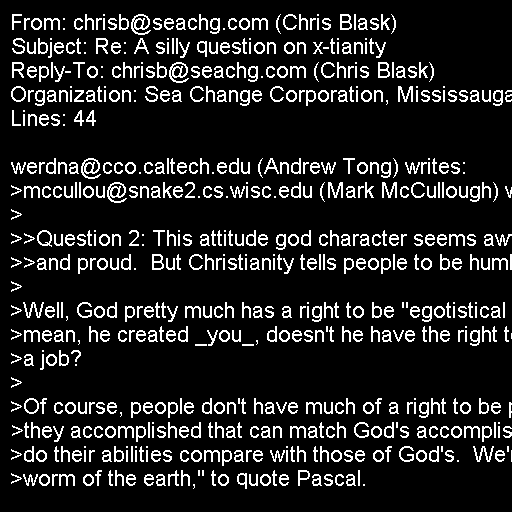 From: chrisb@seachg.com (Chris Blask)
Subject: Re: A silly question on x-tianity
Reply-To: chrisb@seachg.com (Chris Blask)
Organization: Sea Change Corporation, Mississauga
Lines: 44

werdna@cco.caltech.edu (Andrew Tong) writes:
>mccullou@snake2.cs.wisc.edu (Mark McCullough)
>
>>Question 2: This attitude god character seems
>>and proud.  But Christianity tells people to be
>
>Well, God pretty much has a right to be "egotistical
>mean, he created _you_, doesn't he have the right
>a job?
>
>Of course, people don't have much of a right to be
>they accomplished that can match God's
>do their abilities compare with those of God's.
>worm of the earth," to quote Pascal.